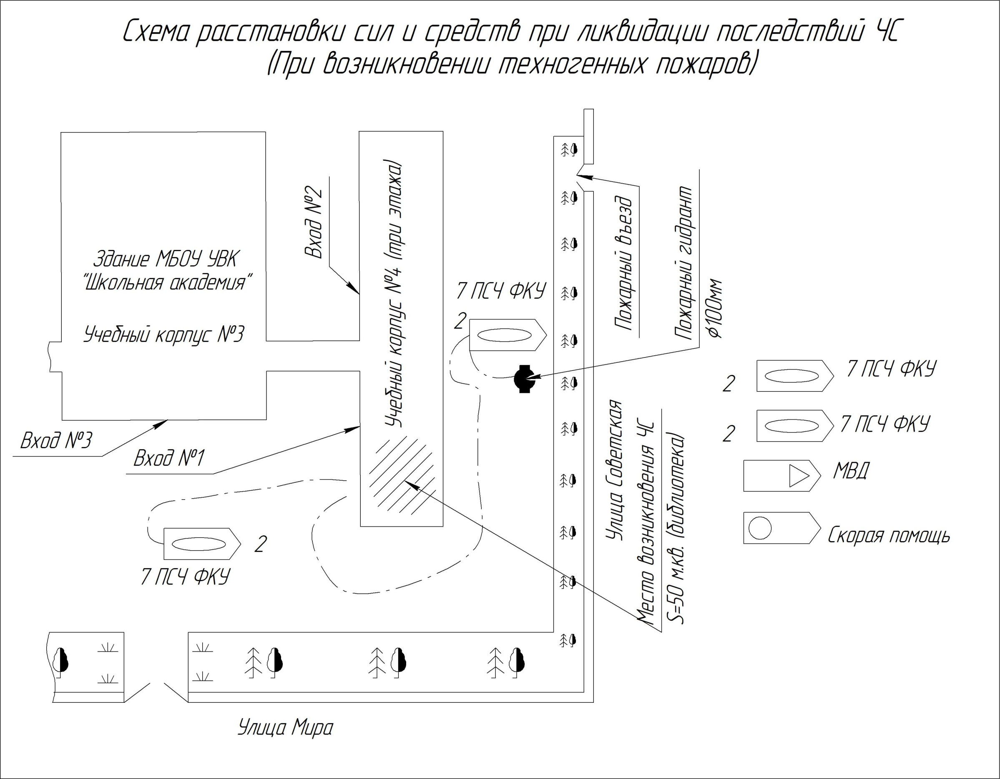 Схема расстановки сил и средств при ликвидации последствий ЧС
(При возникновении техногенных пожаров)
Здание МБОУ УВК
"Школьная академия"
Учебный корпус №3
Вход №2
Учебный корпус №4 (три этажа)
7 ПСЧ ФКУ
2
Пожарный въезд
Пожарный гидрант
ϕ100мм
Вход №3
Вход №1
2
7 ПСЧ ФКУ
Улица Советская
Место возникновения ЧС
S=50 м.кв. (библиотека)
2
7 ПСЧ ФКУ
2
7 ПСЧ ФКУ
МВД
Скорая помощь
Улица Мира